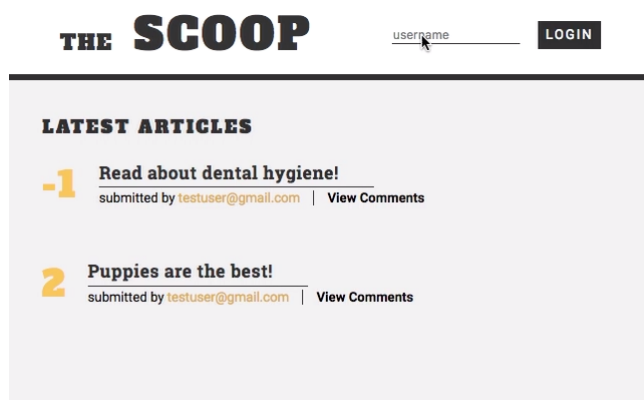 THE SCOOP
username
LOGIN
LATEST ARTICLES
-1
Read about dental hygiene!
submitted by testuser@gmail.com | View Comments
2
Puppies are the best!
submitted by testuser@gmail.com | View Comments